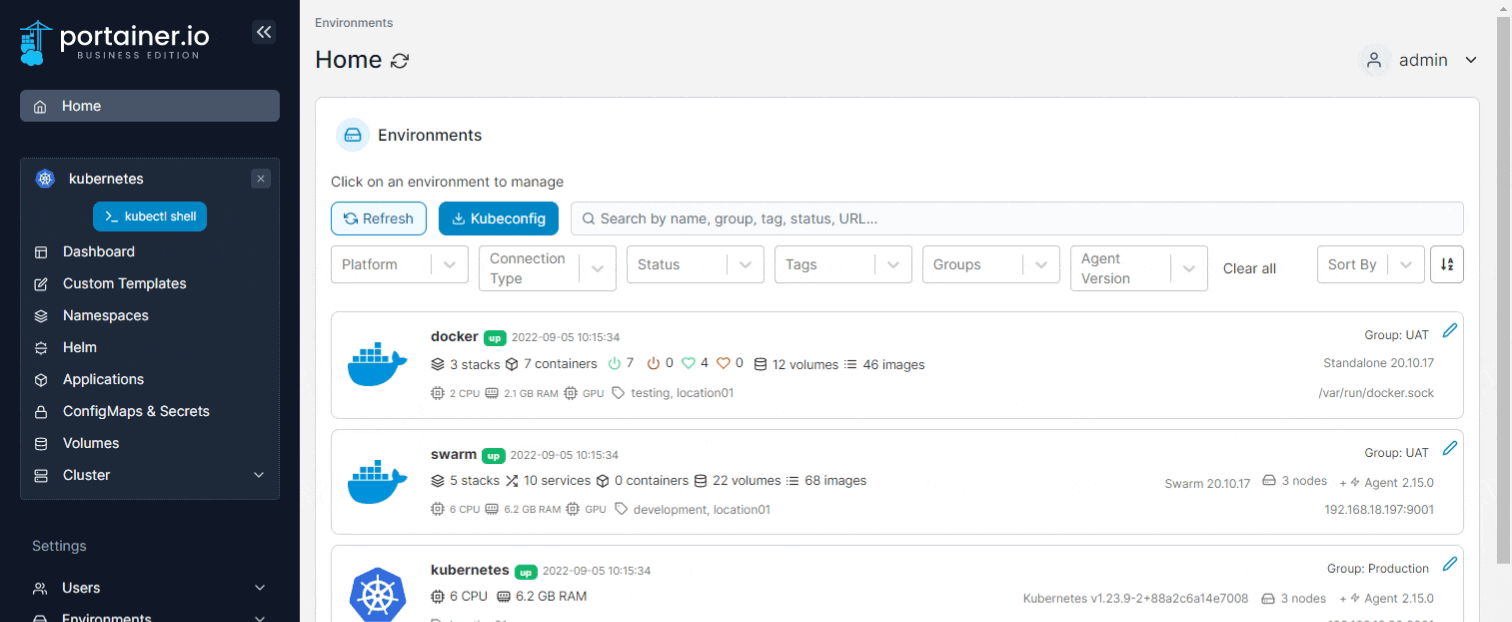 portainer.io
BUSINESS EDITION
Home
kubernetes
kubectl shell
Dashboard
Custom Templates
Namespaces
Helm
Applications
ConfigMaps & Secrets
Volumes
Cluster
Settings
Users
Environments
Environments
Home
admin
Environments
Click on an environment to manage
Refresh Kubeconfig Search by name, group, tag, status, URL...
Platform Connection Type Status Tags Groups Agent Version Clear all Sort By
docker up 2022-09-05 10:15:34 Group: UAT
3 stacks 7 containers 7 0 4 0 12 volumes 46 images Standalone 20.10.17
2 CPU 2.1 GB RAM GPU testing, location01 /var/run/docker.sock
swarm up 2022-09-05 10:15:34 Group: UAT
5 stacks 10 services 0 containers 22 volumes 68 images Swarm 20.10.17 3 nodes + Agent 2.15.0
6 CPU 6.2 GB RAM GPU development, location01 192.168.18.197:9001
kubernetes up 2022-09-05 10:15:34 Group: Production
6 CPU 6.2 GB RAM Kubernetes v1.23.9-2+88a2c6a14e7008 3 nodes + Agent 2.15.0